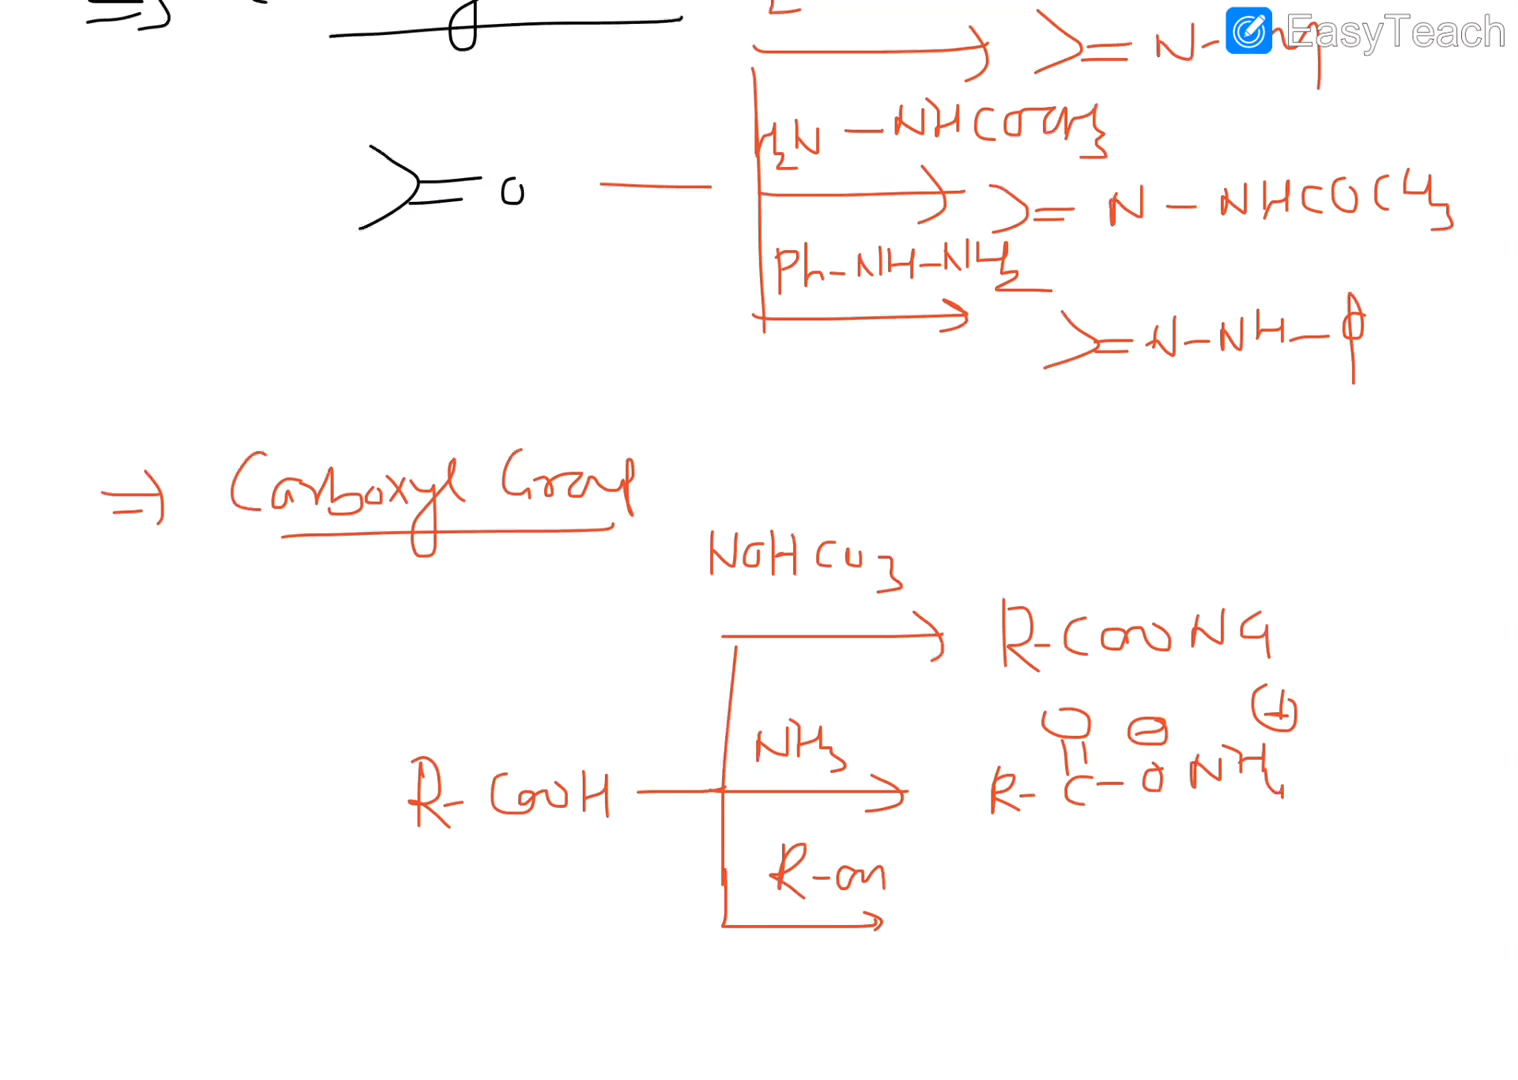 EasyTeach
=N-
H2N-NHCOCH3
=O
=N-NHCOCH3
Ph-NH-NH2
=N-NH-ϕ
⇒ Carboxyl Group
NaHCO3
R-COONa
NH3
R-COOH
O ⊖ ⊕
R-C-O NH4
R-OH